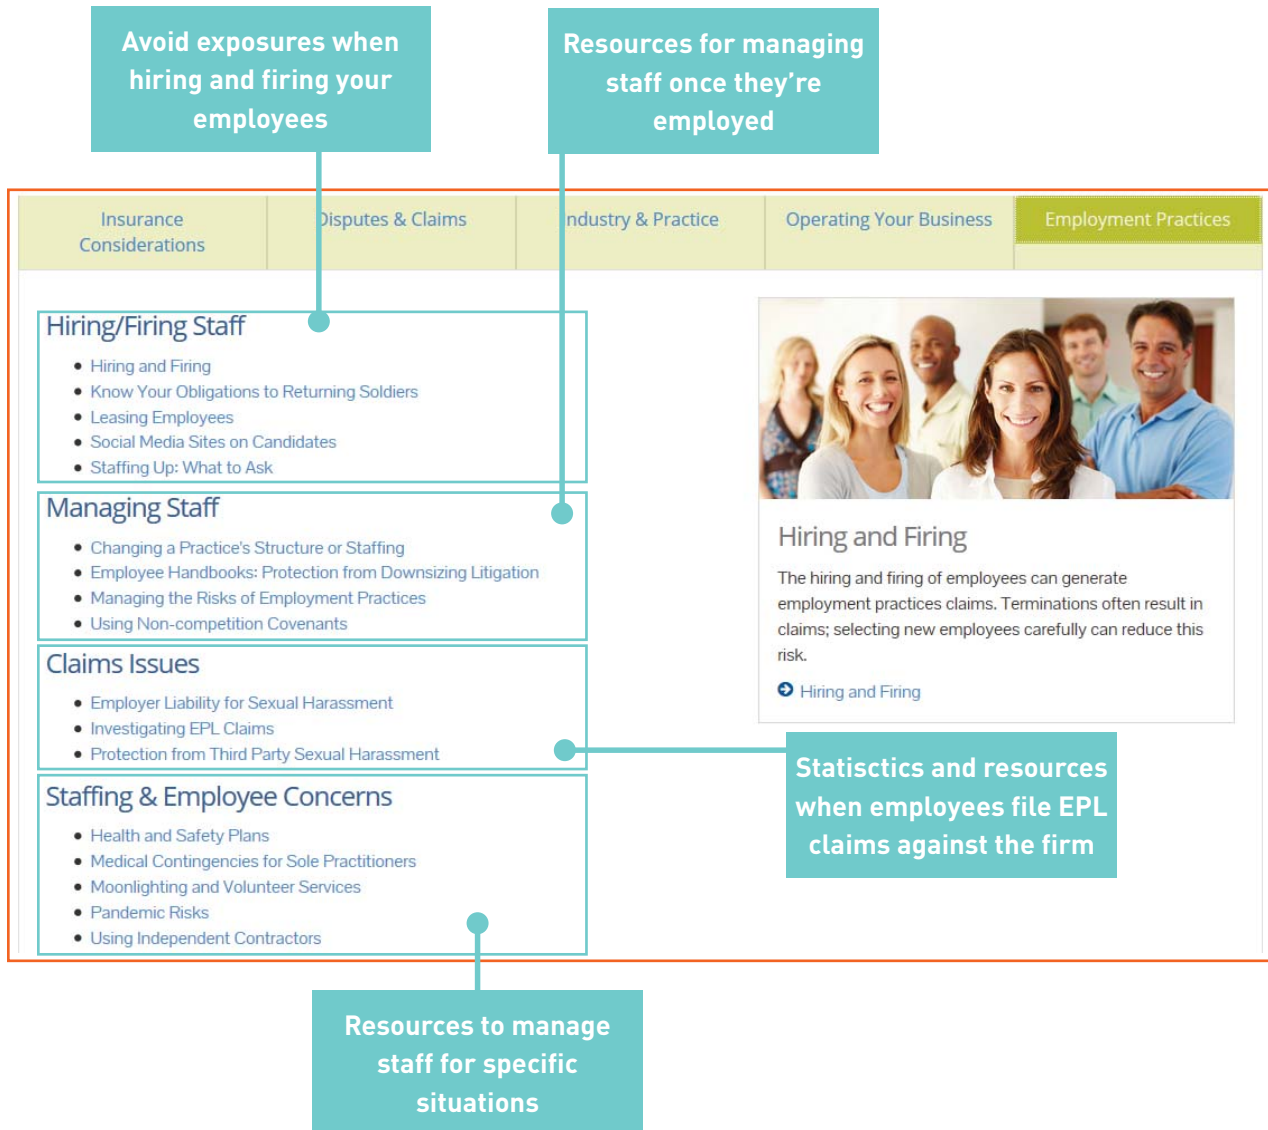 Avoid exposures when
hiring and firing your
employees
Resources for managing
staff once they're
employed
Insurance
Considerations
Disputes & Claims
Industry & Practice
Operating Your Business
Employment Practices
Hiring/Firing Staff
• Hiring and Firing
• Know Your Obligations to Returning Soldiers
• Leasing Employees
• Social Media Sites on Candidates
• Staffing Up: What to Ask
Managing Staff
• Changing a Practice's Structure or Staffing
• Employee Handbooks: Protection from Downsizing Litigation
• Managing the Risks of Employment Practices
• Using Non-competition Covenants
Claims Issues
• Employer Liability for Sexual Harassment
• Investigating EPL Claims
• Protection from Third Party Sexual Harassment
Staffing & Employee Concerns
• Health and Safety Plans
• Medical Contingencies for Sole Practitioners
• Moonlighting and Volunteer Services
• Pandemic Risks
• Using Independent Contractors
Hiring and Firing
The hiring and firing of employees can generate
employment practices claims. Terminations often result in
claims; selecting new employees carefully can reduce this
risk.
Hiring and Firing
Statisctics and resources
when employees file EPL
claims against the firm
Resources to manage
staff for specific
situations